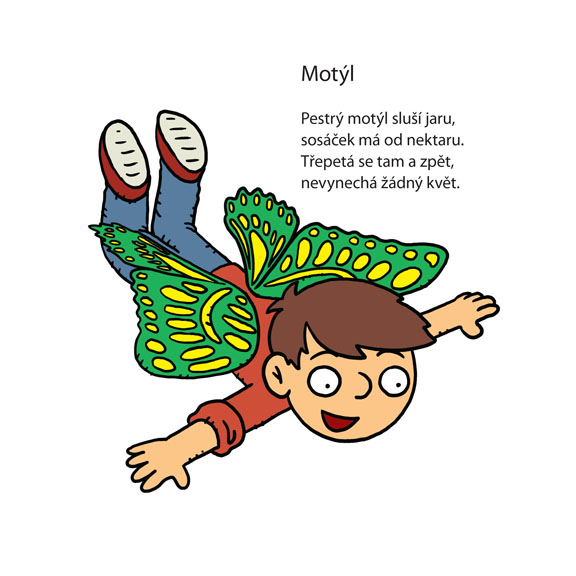 Motýl
Pestrý motýl sluší jaru,
sosáček má od nektaru.
Třepetá se tam a zpět,
nevynechá žádný květ.